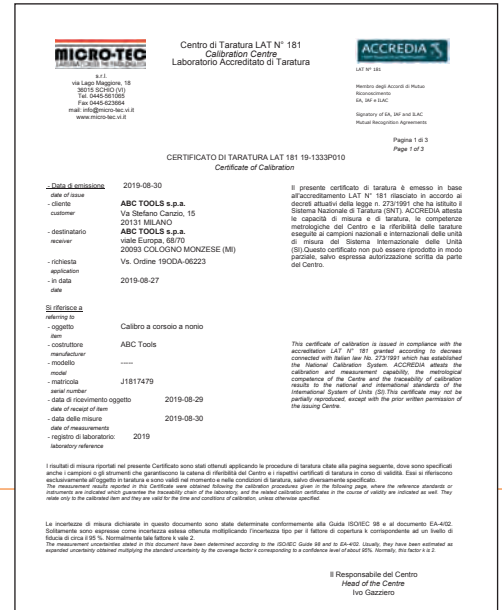 MICRO-TEC
s.r.l.
via Lago Maggiore, 18
36015 SCHIO (VI)
Tel. 0445-561065
Fax 0445-623664
mail: info@micro-tec.vi.it
www.micro-tec.vi.it
Centro di Taratura LAT N° 181
Calibration Centre
Laboratorio Accreditato di Taratura
ACCREDIA
LAT N° 181
Membro degli Accordi di Mutuo
Riconoscimento
EA, IAF e ILAC
Signatory of EA, IAF and ILAC
Mutual Recognition Agreements
Pagina 1 di 3
Page 1 of 3
CERTIFICATO DI TARATURA LAT 181 19-1333P010
Certificate of Calibration
- Data di emissione 2019-08-30
date of issue
- cliente ABC TOOLS s.p.a.
customer Va Stefano Canzio, 15
20131 MILANO
- destinatario ABC TOOLS s.p.a.
receiver viale Europa, 68/70
20093 COLOGNO MONZESE (MI)
- richiesta Vs. Ordine 19ODA-06223
application
- in data 2019-08-27
date
Si riferisce a
referring to
- oggetto Calibro a corsoio a nonio
item
- costruttore ABC Tools
manufacturer
- modello -----
model
- matricola J1817479
serial number
- data di ricevimento oggetto 2019-08-29
date of receipt of item
- data delle misure 2019-08-30
date of measurements
- registro di laboratorio: 2019
laboratory reference
Il presente certificato di taratura è emesso in base
all'accreditamento LAT N° 181 rilasciato in accordo ai
decreti attuativi della legge n. 273/1991 che ha istituito il
Sistema Nazionale di Taratura (SNT). ACCREDIA attesta
le capacità di misura e di taratura, le competenze
metrologiche del Centro e la riferibilità delle tarature
eseguite ai campioni nazionali e internazionali delle unità
di misura del Sistema Internazionale delle Unità
(SI).Questo certificato non può essere riprodotto in modo
parziale, salvo espressa autorizzazione scritta da parte
del Centro.
This certificate of calibration is issued in compliance with the
accreditation LAT N° 181 granted according to decrees
connected with Italian law No. 273/1991 which has established
the National Calibration System. ACCREDIA attests the
calibration and measurement capability, the metrological
competence of the Centre and the traceability of calibration
results to the national and international standards of the
International System of Units (SI).This certificate may not be
partially reproduced, except with the prior written permission of
the issuing Centre.
I risultati di misura riportati nel presente Certificato sono stati ottenuti applicando le procedure di taratura citate alla pagina seguente, dove sono specificati
anche i campioni o gli strumenti che garantiscono la catena di riferibilità del Centro e i rispettivi certificati di taratura in corso di validità. Essi si riferiscono
esclusivamente all'oggetto in taratura e sono validi nel momento e nelle condizioni di taratura, salvo diversamente specificato.
The measurement results reported in this Certificate were obtained following the calibration procedures given in the following page, where the reference standards or
instruments are indicated which guarantee the traceability chain of the laboratory, and the related calibration certificates in the course of validity are indicated as well. They
relate only to the calibrated item and they are valid for the time and conditions of calibration, unless otherwise specified.
Le incertezze di misura dichiarate in questo documento sono state determinate conformemente alla Guida ISO/IEC 98 e al documento EA-4/02.
Solitamente sono espresse come incertezza estesa ottenuta moltiplicando l'incertezza tipo per il fattore di copertura k corrispondente ad un livello di
fiducia di circa il 95 %. Normalmente tale fattore k vale 2.
The measurement uncertainties stated in this document have been determined according to the ISO/IEC Guide 98 and to EA-4/02. Usually, they have been estimated as
expanded uncertainty obtained multiplying the standard uncertainty by the coverage factor k corresponding to a confidence level of about 95%. Normally, this factor k is 2.
Il Responsabile del Centro
Head of the Centre
Ivo Gazziero